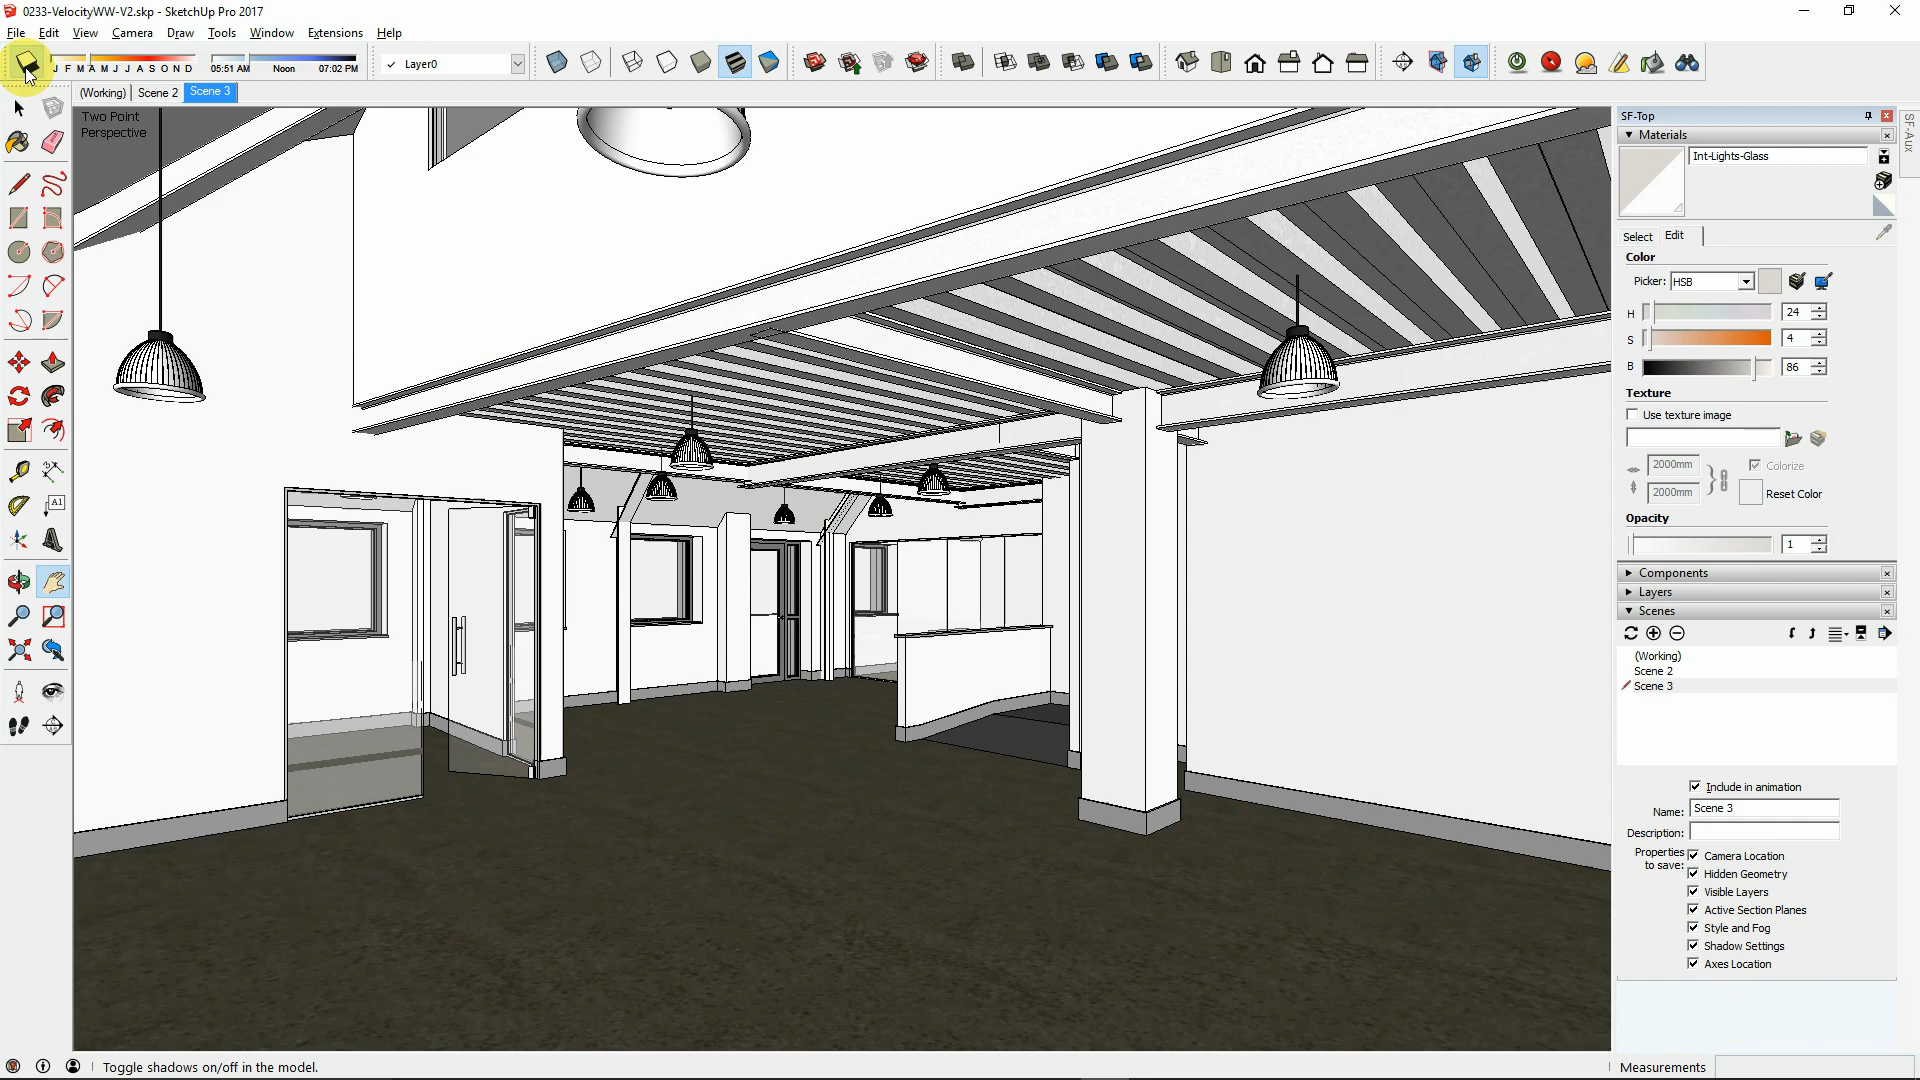 0233-VelocityWW-V2.skp - SketchUp Pro 2017
File Edit View Camera Draw Tools Window Extensions Help
J F M A M J J A S O N D
05:51 AM Noon 07:02 PM
Layer0
(Working) Scene 2 Scene 3
Two Point
Perspective
A1
SF-Top
SF-Aux
Materials
Int-Lights-Glass
Select Edit
Color
Picker: HSB
H 24
S 4
B 86
Texture
Use texture image
2000mm
Colorize
2000mm
Reset Color
Opacity
1
Components
Layers
Scenes
(Working)
Scene 2
Scene 3
Include in animation
Name: Scene 3
Description:
Properties
to save:
Camera Location
Hidden Geometry
Visible Layers
Active Section Planes
Style and Fog
Shadow Settings
Axes Location
Toggle shadows on/off in the model.
Measurements